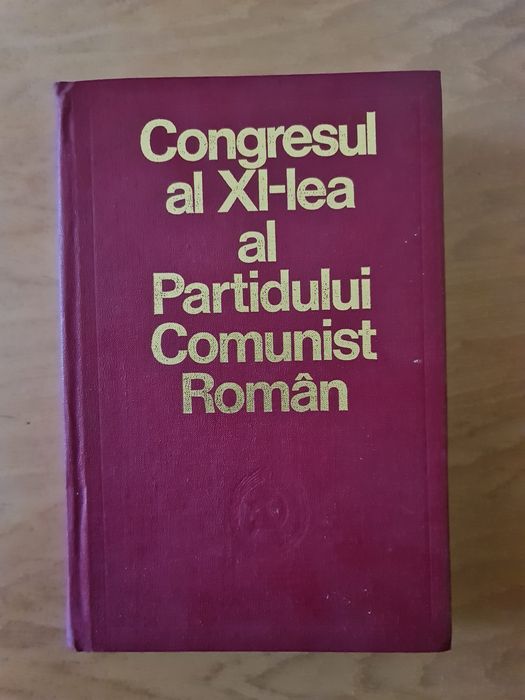 Congresul
al XI-lea
al
Partidului
Comunist
Român